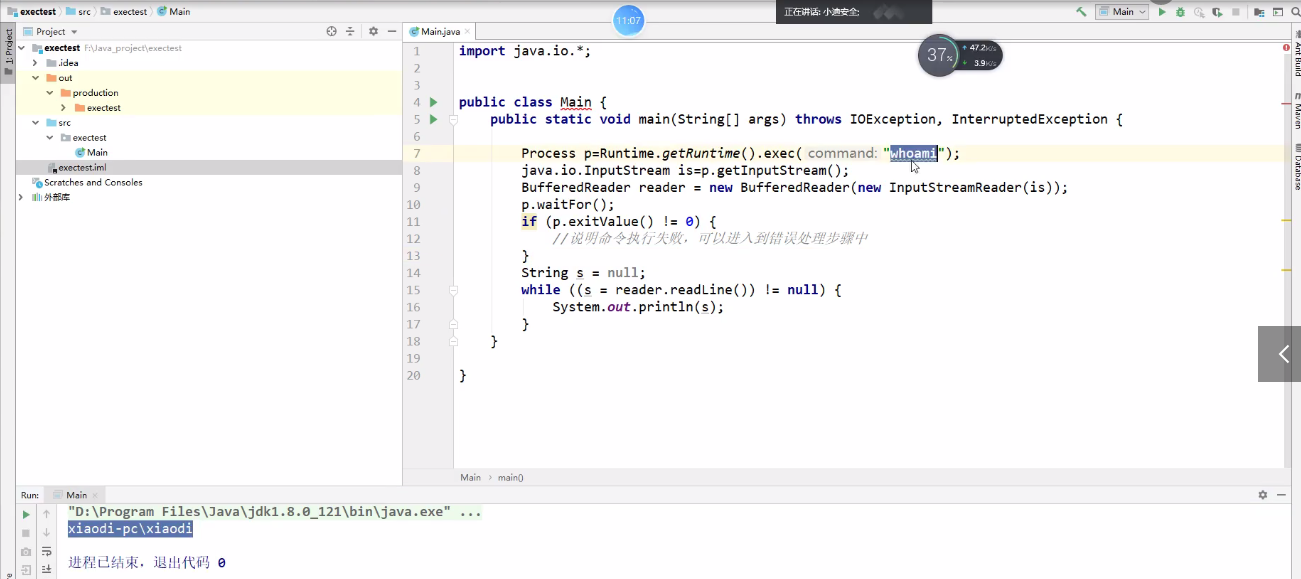 exectest src exectest Main
11:07
正在讲话: 小迪安全:
Main
Project
exectest F:\Java_project\exectest
.idea
out
production
exectest
src
exectest
Main
exectest.iml
Scratches and Consoles
外部库
1: Project
Main.java
37% 47.2K/s
3.9K/s
1 import java.io.*;
2
3
4 public class Main {
5 public static void main(String[] args) throws IOException, InterruptedException {
6
7 Process p=Runtime.getRuntime().exec( command: "whoami");
8 java.io.InputStream is=p.getInputStream();
9 BufferedReader reader = new BufferedReader(new InputStreamReader(is));
10 p.waitFor();
11 if (p.exitValue() != 0) {
12 //说明命令执行失败，可以进入到错误处理步骤中
13 }
14 String s = null;
15 while ((s = reader.readLine()) != null) {
16 System.out.println(s);
17 }
18 }
19
20 }
Main › main()
Ant Build
Maven
Database
Run: Main
"D:\Program Files\Java\jdk1.8.0_121\bin\java.exe" ...
xiaodi-pc\xiaodi
进程已结束，退出代码 0